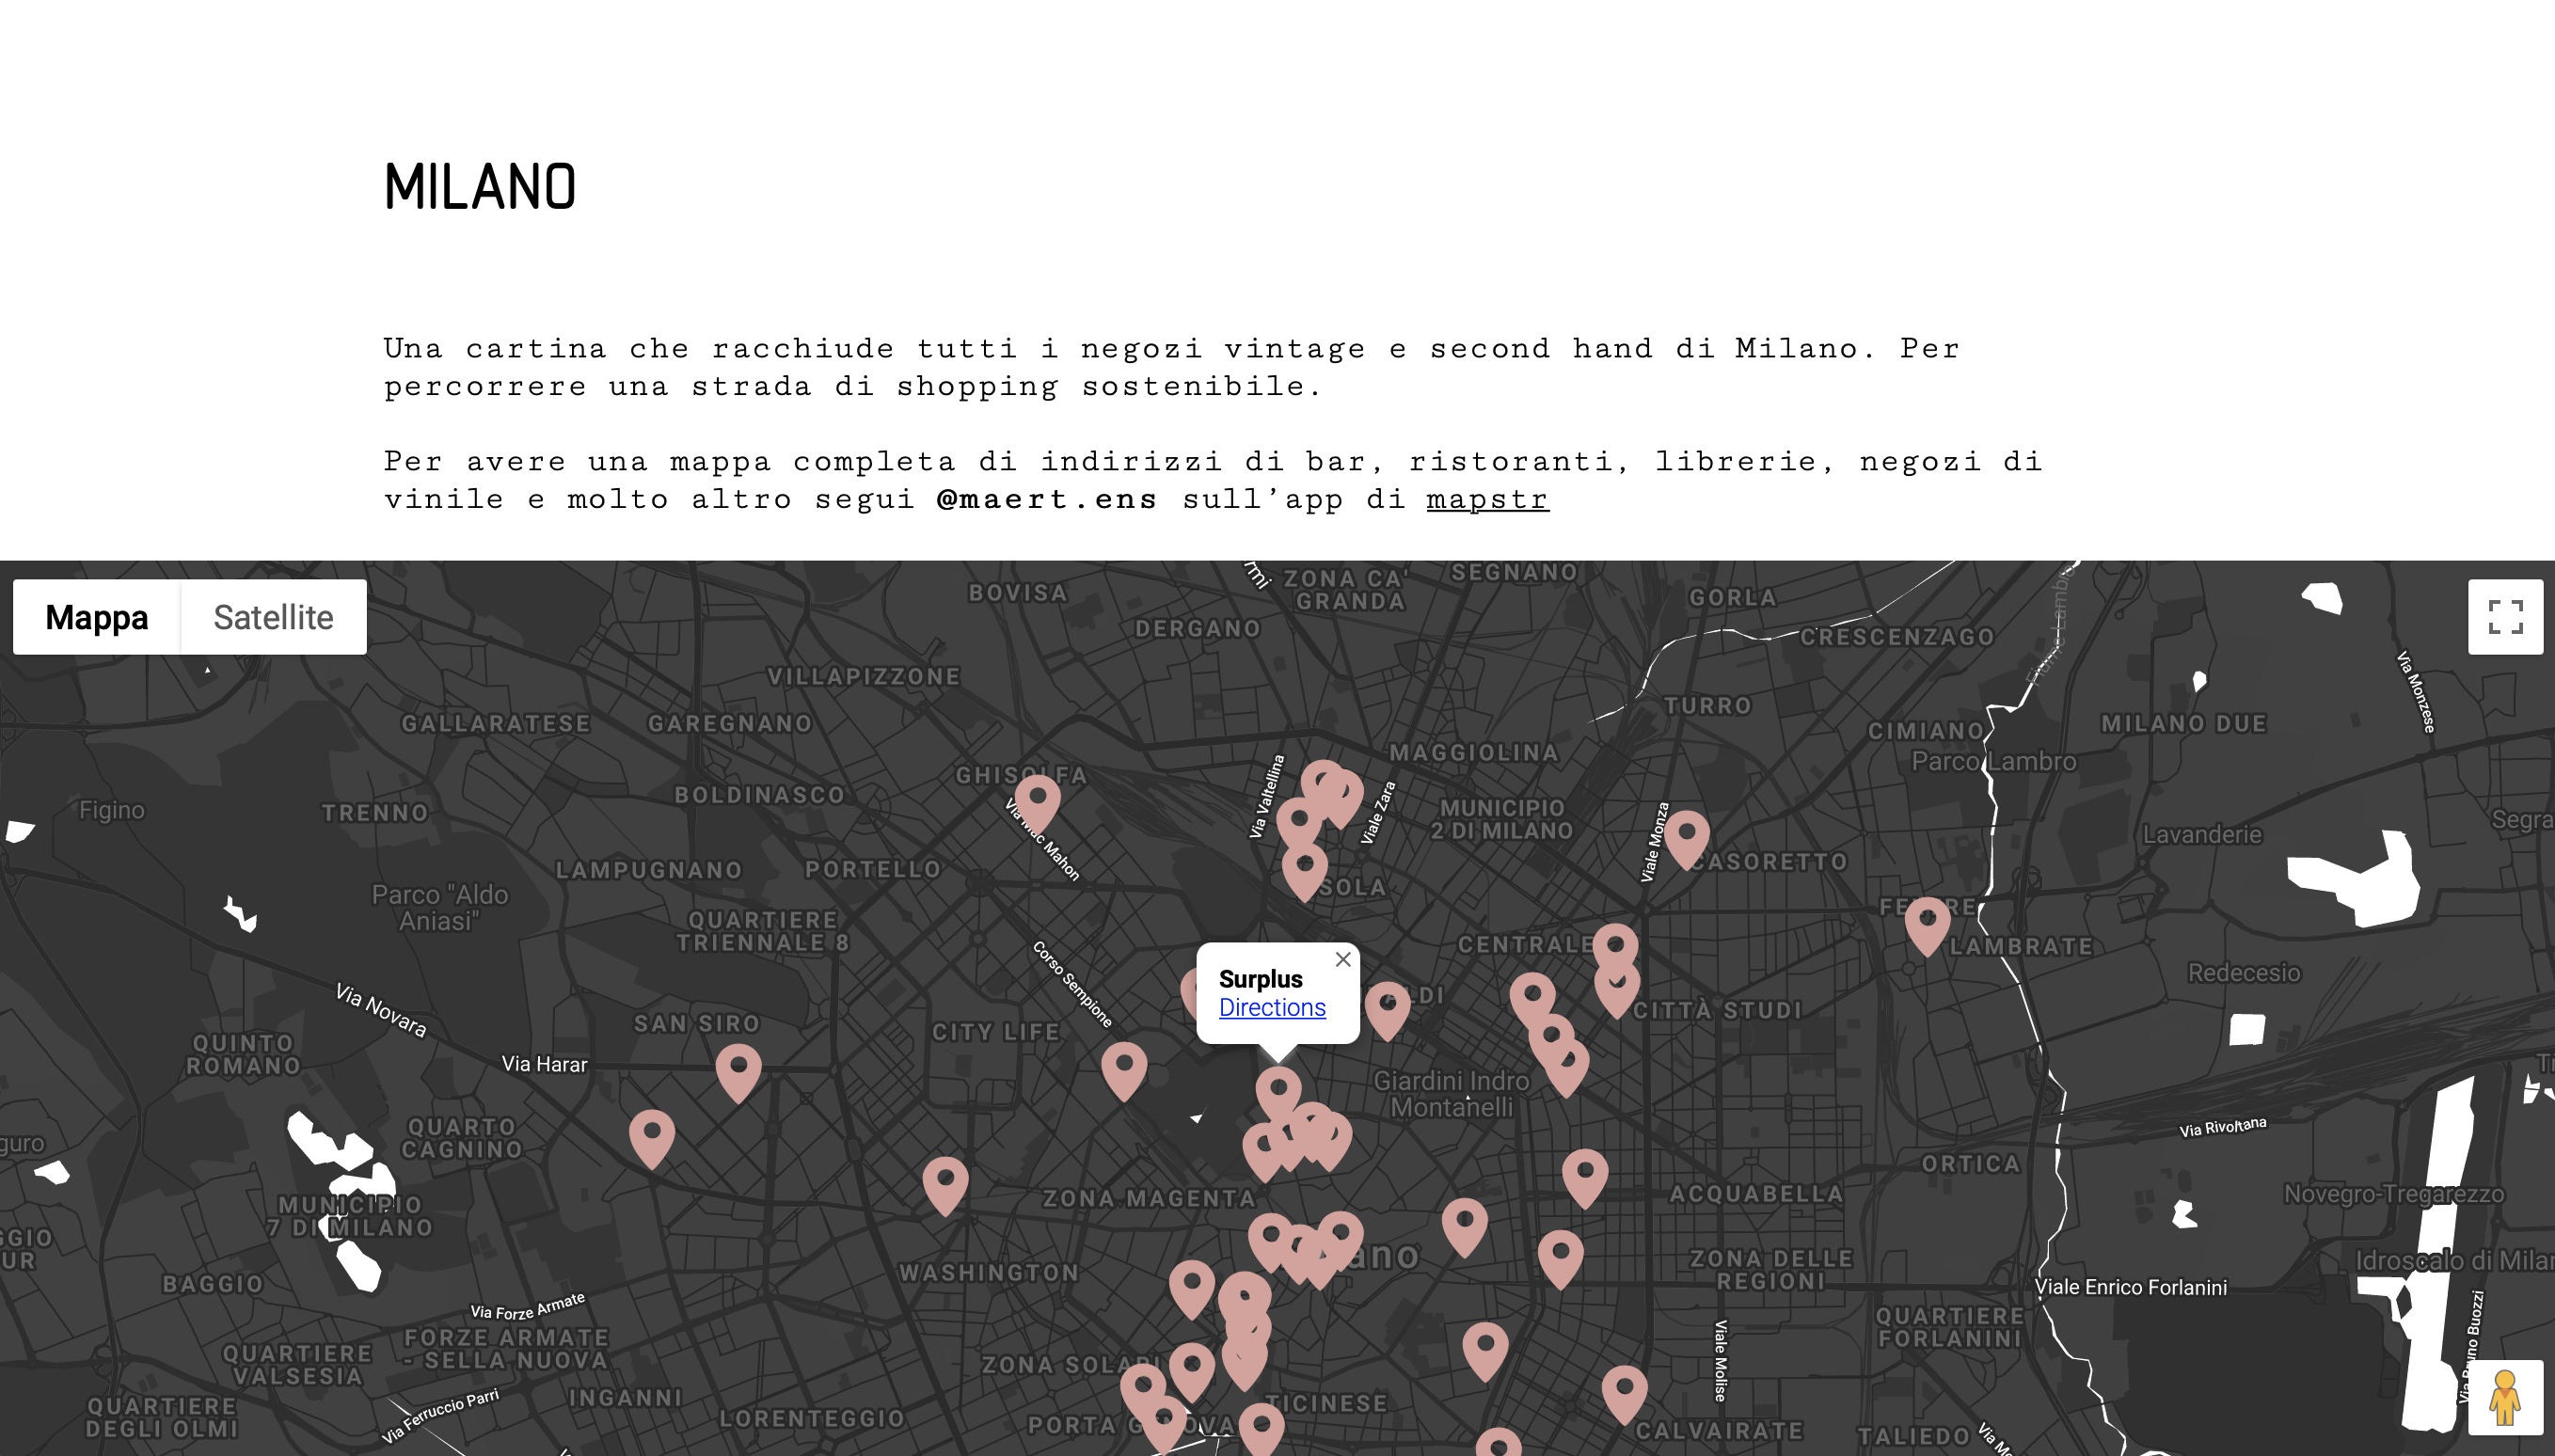 MILANO
Una cartina che racchiude tutti i negozi vintage e second hand di Milano. Per
percorrere una strada di shopping sostenibile.
Per avere una mappa completa di indirizzi di bar, ristoranti, librerie, negozi di
vinile e molto altro segui @maert.ens sull'app di mapstr
Mappa
Satellite
BOVISA
ZONA CA'
GRANDA
SEGNANO
GORLA
DERGANO
CRESCENZAGO
Fiume Lambro
VILLAPIZZONE
Via Monzese
GALLARATESE
GAREGNANO
TURRO
CIMIANO
MILANO DUE
MAGGIOLINA
Parco Lambro
GHISOLFA
BOLDINASCO
Via Valtellina
Viale Zara
Figino
TRENNO
MUNICIPIO
2 DI MILANO
Viale Monza
Lavanderie
Segra
Via Mac Mahon
LAMPUGNANO
PORTELLO
CASORETTO
SOLA
Parco "Aldo
Aniasi"
QUARTIERE
TRIENNALE 8
CENTRALE
LAMBRATE
Corso Sempione
Redecesio
Surplus
Directions
Via Novara
SAN SIRO
CITY LIFE
CITTÀ STUDI
QUINTO
ROMANO
Via Harar
Giardini Indro
Montanelli
QUARTO
CAGNINO
Via Rivoltana
guro
ORTICA
ZONA MAGENTA
ACQUABELLA
Novegro-Tregarezzo
MUNICIPIO
7 DI MILANO
GGIO
UR
ano
WASHINGTON
ZONA DELLE
REGIONI
Idroscalo di Milan
BAGGIO
Viale Enrico Forlanini
Via Forze Armate
QUARTIERE
FORLANINI
FORZE ARMATE
- SELLA NUOVA
QUARTIERE
VALSESIA
ZONA SOLARI
Viale Molise
Via Bruno Buozzi
INGANNI
TICINESE
Via Ferruccio Parri
QUARTIERE
DEGLI OLMI
LORENTEGGIO
PORTA GENOVA
CALVAIRATE
TALIEDO